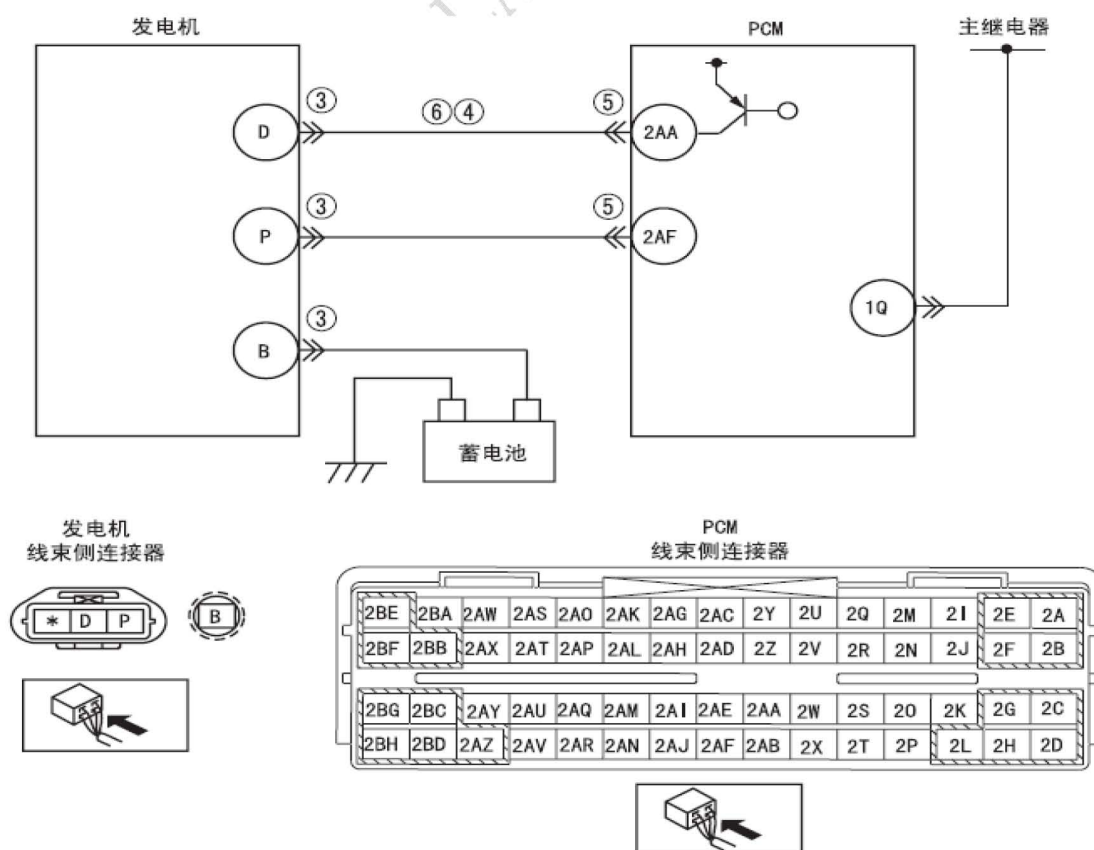 发电机
PCM
主继电器
③
⑥④
⑤
D
2AA
③
⑤
P
2AF
1Q
③
B
蓄电池
发电机
线束侧连接器
PCM
线束侧连接器
* D P
B
2BE 2BA 2AW 2AS 2AO 2AK 2AG 2AC 2Y 2U 2Q 2M 2I 2E 2A
2BF 2BB 2AX 2AT 2AP 2AL 2AH 2AD 2Z 2V 2R 2N 2J 2F 2B
2BG 2BC 2AY 2AU 2AQ 2AM 2AI 2AE 2AA 2W 2S 2O 2K 2G 2C
2BH 2BD 2AZ 2AV 2AR 2AN 2AJ 2AF 2AB 2X 2T 2P 2L 2H 2D